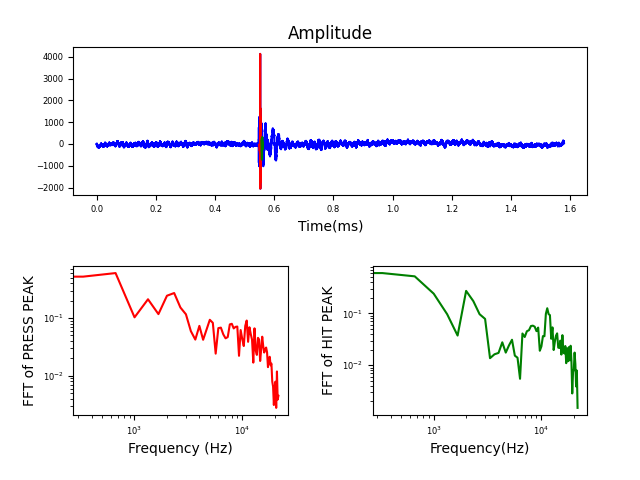 Amplitude
4000
3000
2000
1000
0
−1000
−2000
0.0 0.2 0.4 0.6 0.8 1.0 1.2 1.4 1.6
Time(ms)
FFT of PRESS PEAK
10⁻¹
10⁻²
10³ 10⁴
Frequency (Hz)
FFT of HIT PEAK
10⁻¹
10⁻²
10³ 10⁴
Frequency(Hz)